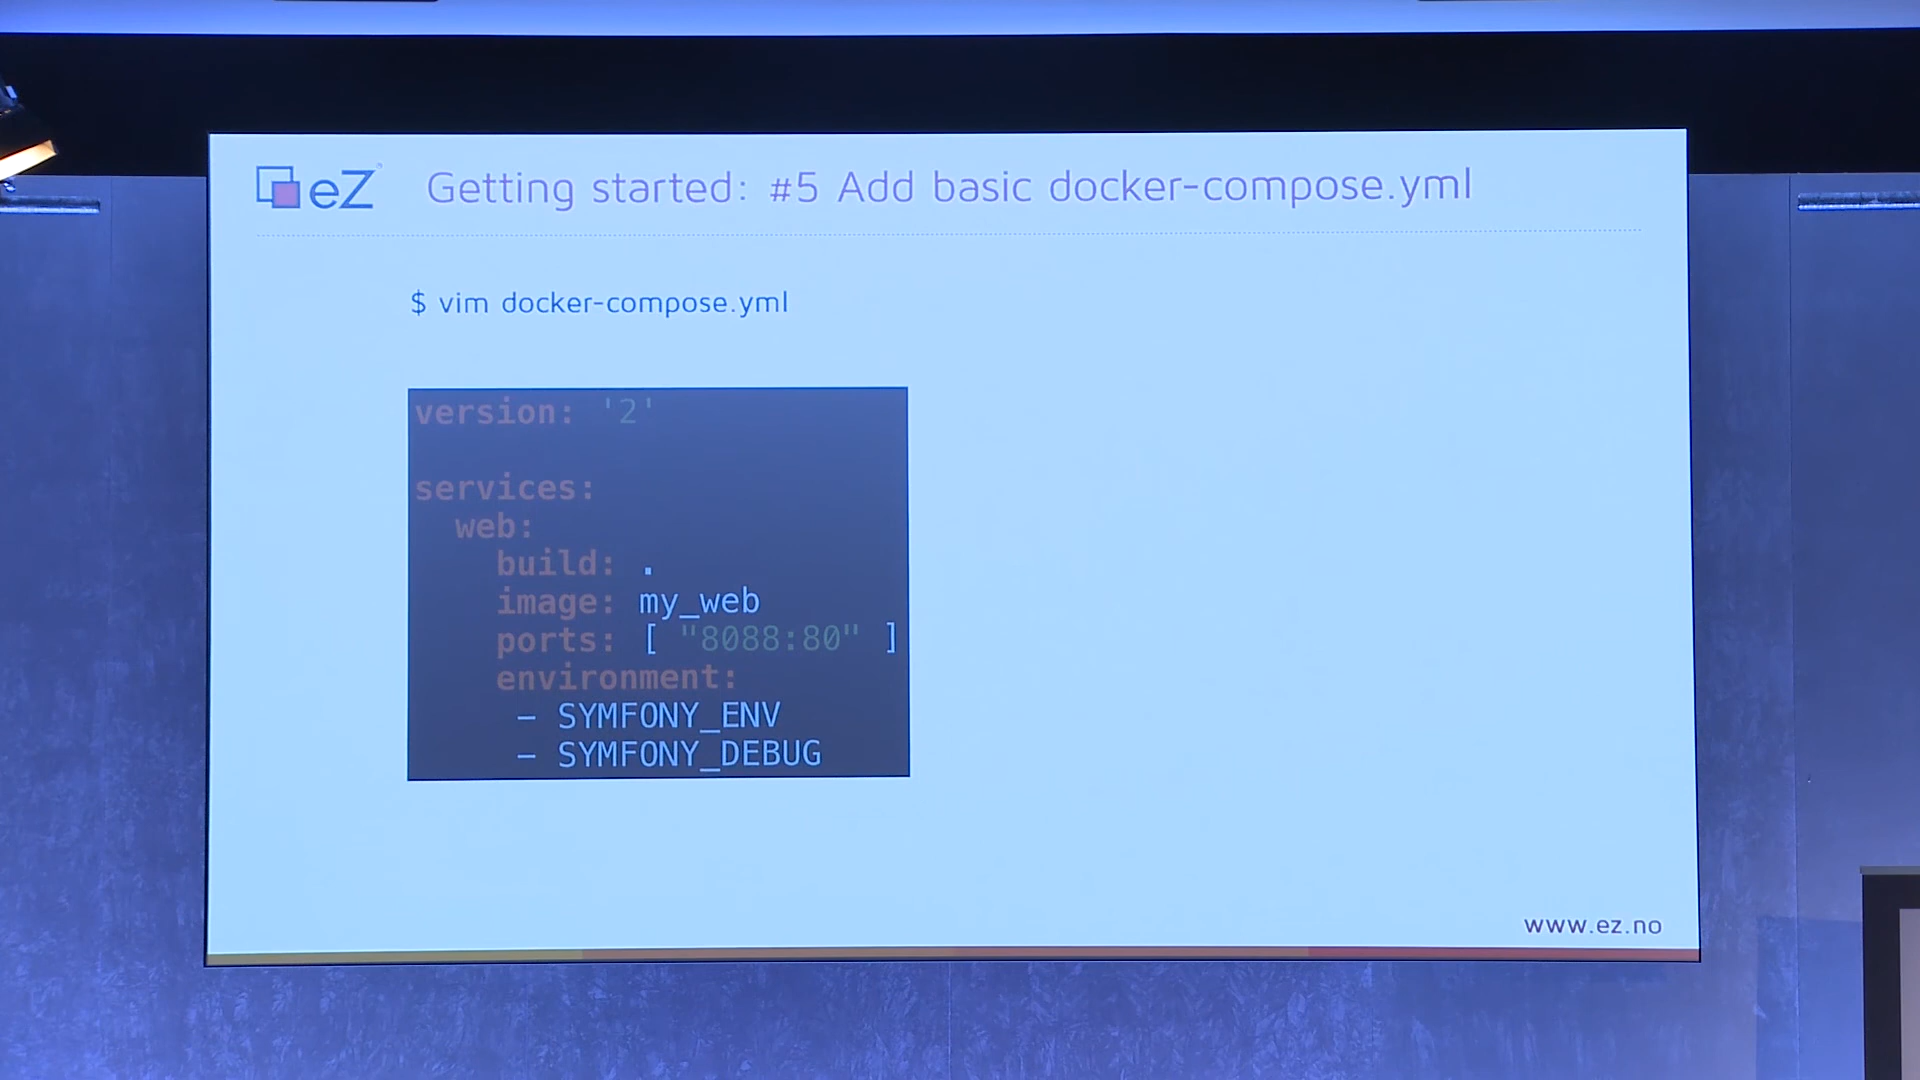 eZ Getting started: #5 Add basic docker-compose.yml
$ vim docker-compose.yml
version: '2'
services:
web:
build: .
image: my_web
ports: [ "8088:80" ]
environment:
- SYMFONY_ENV
- SYMFONY_DEBUG
www.ez.no